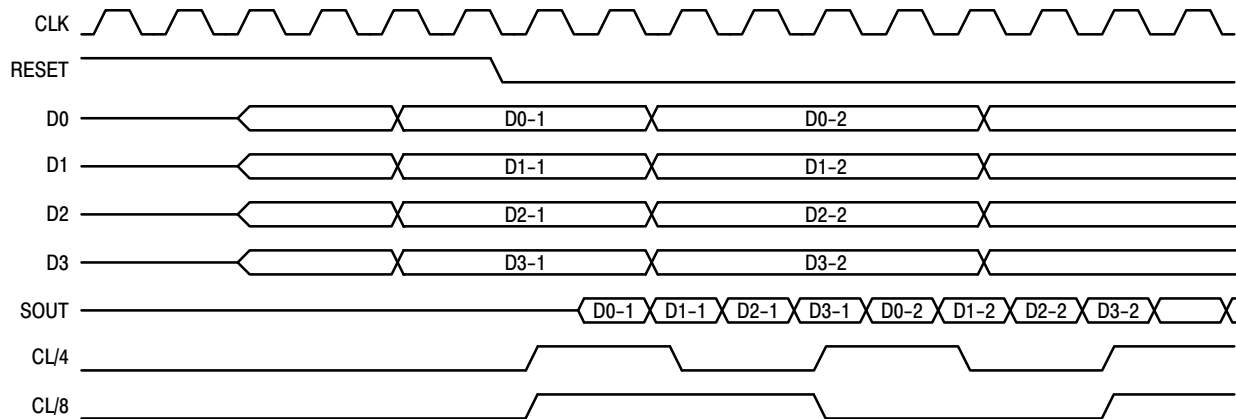 CLK
RESET
D0 D0-1 D0-2
D1 D1-1 D1-2
D2 D2-1 D2-2
D3 D3-1 D3-2
SOUT D0-1 D1-1 D2-1 D3-1 D0-2 D1-2 D2-2 D3-2
CL/4
CL/8